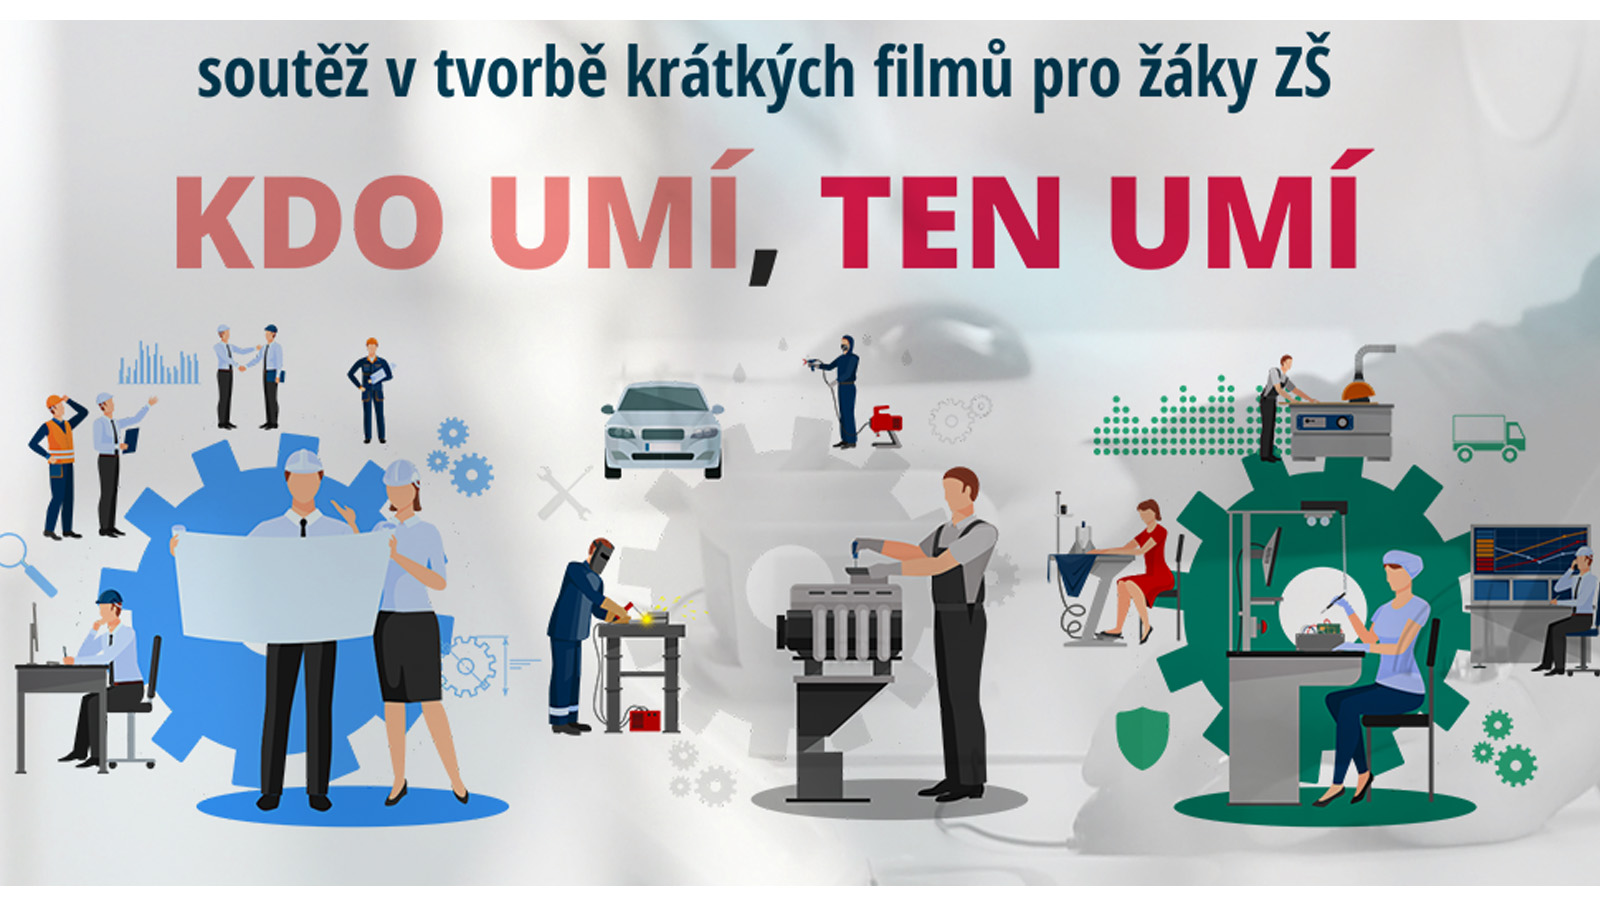 soutěž v tvorbě krátkých filmů pro žáky ZŠ
KDO UMÍ, TEN UMÍ